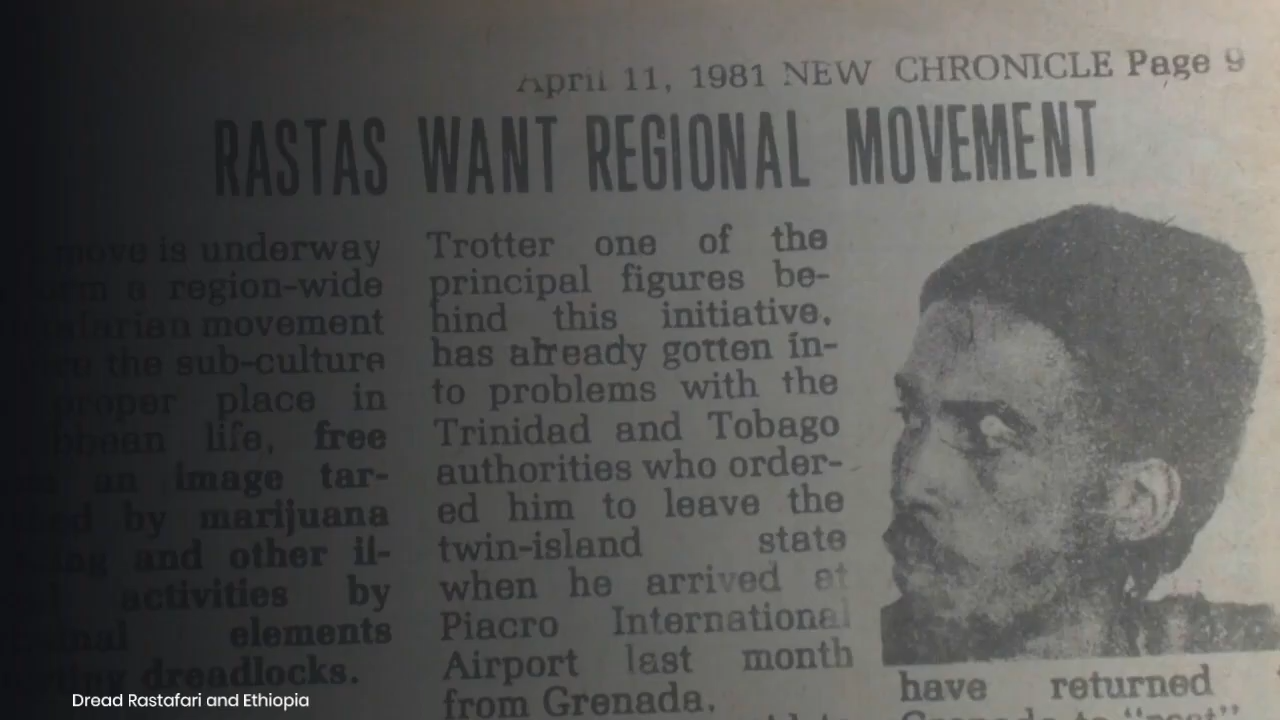 April 11, 1981 NEW CHRONICLE Page 9
RASTAS WANT REGIONAL MOVEMENT
move is underway
a region-wide
movement
the sub-culture
proper place in
life, free
an image tar-
by marijuana
and other il-
activities by
elements
dreadlocks.
Trotter one of the
principal figures be-
hind this initiative,
has already gotten in-
to problems with the
Trinidad and Tobago
authorities who order-
ed him to leave the
twin-island state
when he arrived at
Piacro International
Airport last month
from Grenada.
have returned
Dread Rastafari and Ethiopia